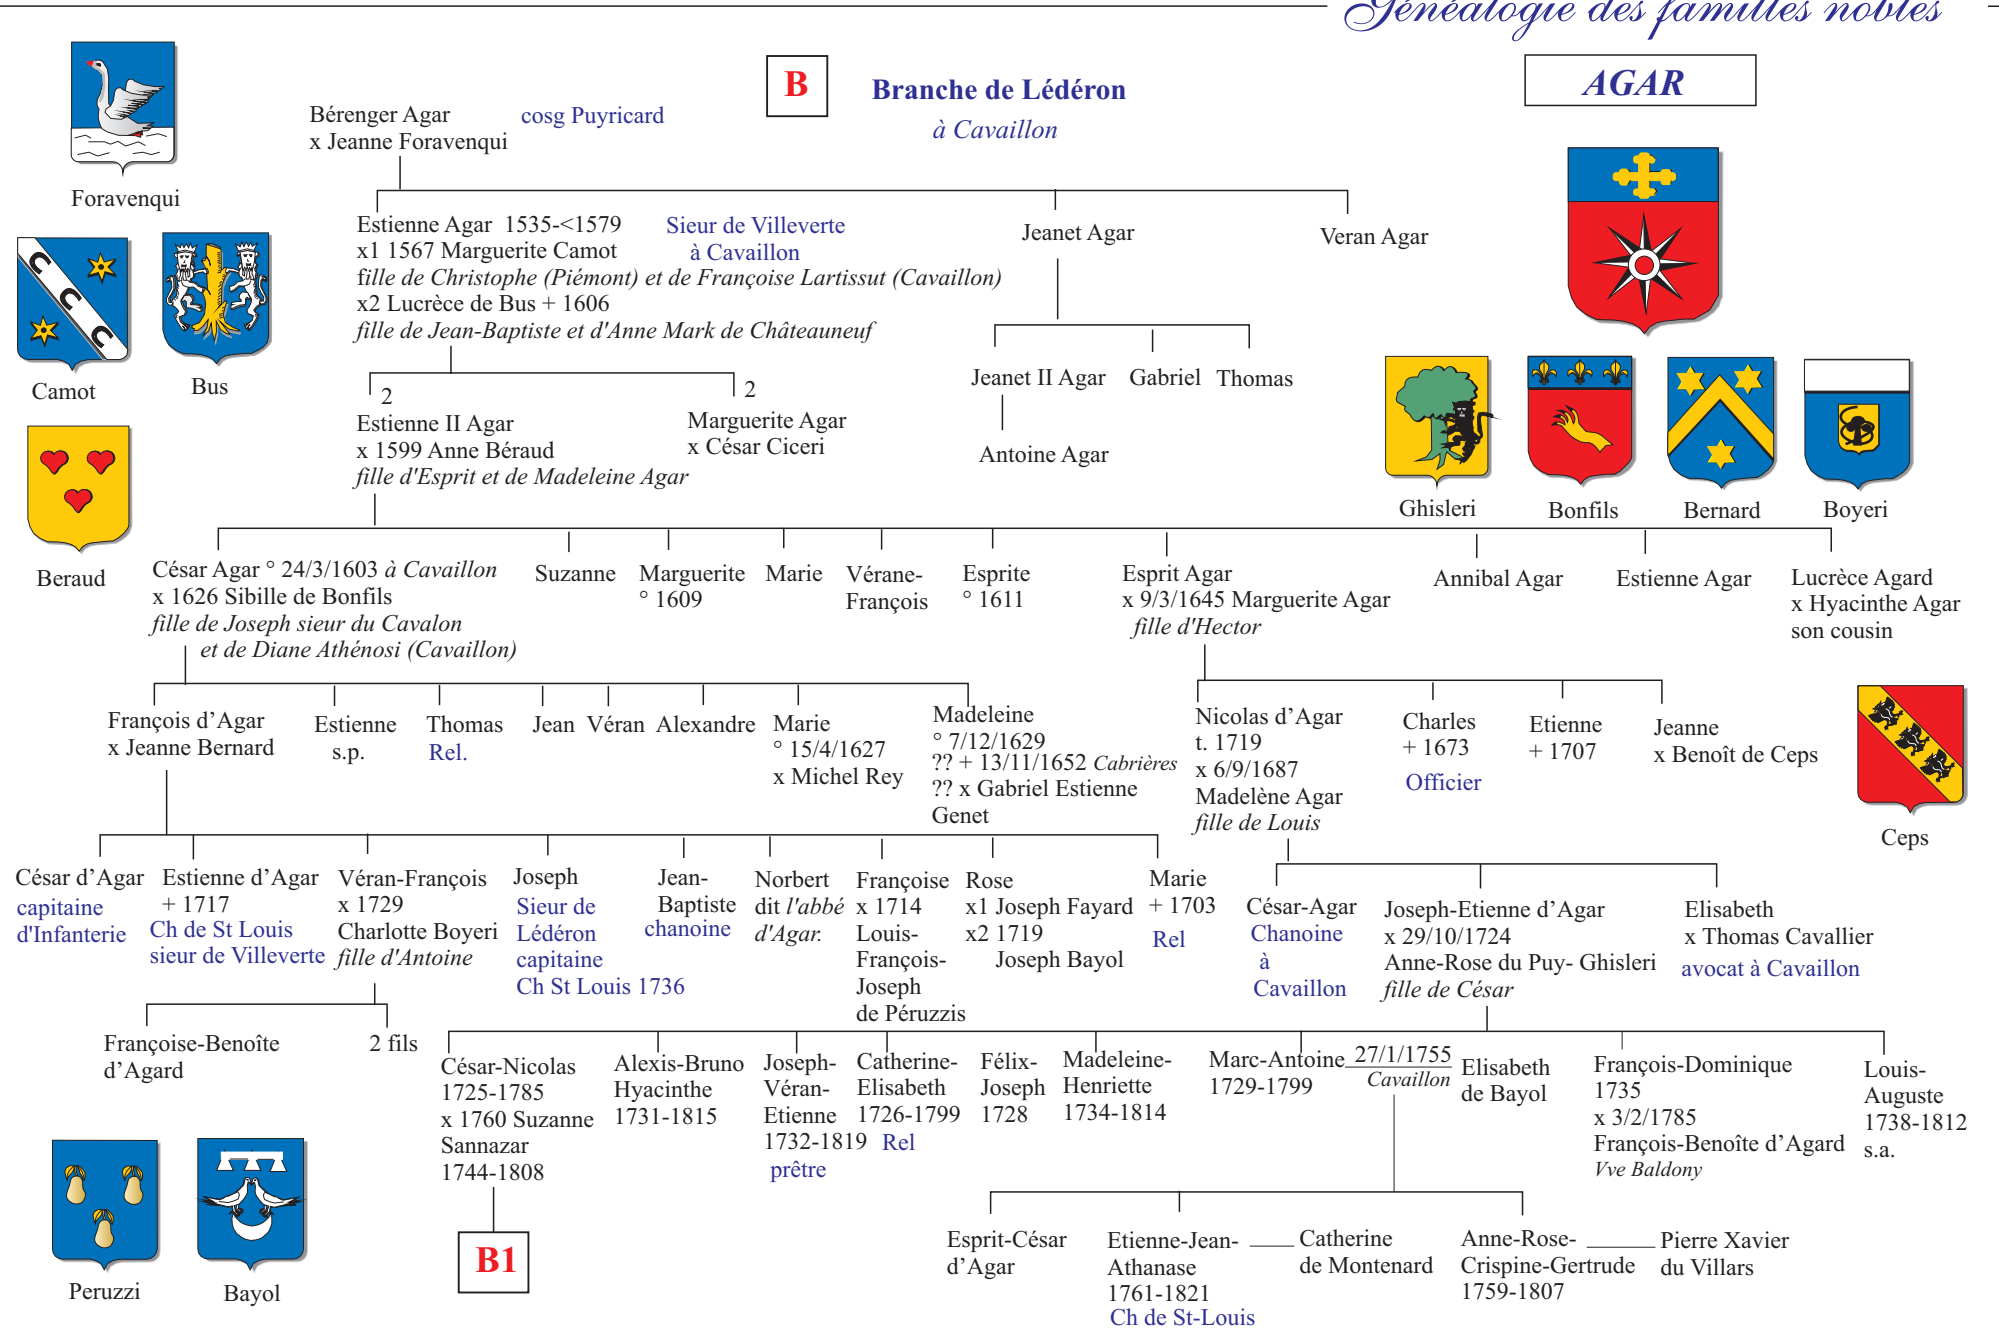 Généalogie des familles nobles
B
Branche de Lédéron
à Cavaillon
AGAR
Bérenger Agar
x Jeanne Foravenqui
cosg Puyricard
Foravenqui
Estienne Agar 1535-<1579
x1 1567 Marguerite Camot
fille de Christophe (Piémont) et de Françoise Lartissut (Cavaillon)
x2 Lucrèce de Bus + 1606
fille de Jean-Baptiste et d'Anne Mark de Châteauneuf
Sieur de Villeverte
à Cavaillon
Jeanet Agar
Veran Agar
C
C
C
Camot
Bus
2
Estienne II Agar
x 1599 Anne Béraud
fille d'Esprit et de Madeleine Agar
2
Marguerite Agar
x César Ciceri
Jeanet II Agar
Gabriel
Thomas
Antoine Agar
Ghisleri
Bonfils
Bernard
Boyeri
Beraud
César Agar ° 24/3/1603 à Cavaillon
x 1626 Sibille de Bonfils
fille de Joseph sieur du Cavalon
et de Diane Athénosi (Cavaillon)
Suzanne
Marguerite
° 1609
Marie
Vérane-
François
Esprite
° 1611
Esprit Agar
x 9/3/1645 Marguerite Agar
fille d'Hector
Annibal Agar
Estienne Agar
Lucrèce Agard
x Hyacinthe Agar
son cousin
François d’Agar
x Jeanne Bernard
Estienne
s.p.
Thomas
Rel.
Jean
Véran
Alexandre
Marie
° 15/4/1627
x Michel Rey
Madeleine
° 7/12/1629
?? + 13/11/1652 Cabrières
?? x Gabriel Estienne
Genet
Nicolas d’Agar
t. 1719
x 6/9/1687
Madelène Agar
fille de Louis
Charles
+ 1673
Officier
Etienne
+ 1707
Jeanne
x Benoît de Ceps
Ceps
César d’Agar
capitaine
d'Infanterie
Estienne d’Agar
+ 1717
Ch de St Louis
sieur de Villeverte
Véran-François
x 1729
Charlotte Boyeri
fille d'Antoine
Joseph
Sieur de
Lédéron
capitaine
Ch St Louis 1736
Jean-
Baptiste
chanoine
Norbert
dit l'abbé
d'Agar.
Françoise
x 1714
Louis-
François-
Joseph
de Péruzzis
Rose
x1 Joseph Fayard
x2 1719
Joseph Bayol
Marie
+ 1703
Rel
César-Agar
Chanoine
à
Cavaillon
Joseph-Etienne d’Agar
x 29/10/1724
Anne-Rose du Puy- Ghisleri
fille de César
Elisabeth
x Thomas Cavallier
avocat à Cavaillon
Françoise-Benoîte
d’Agard
2 fils
César-Nicolas
1725-1785
x 1760 Suzanne
Sannazar
1744-1808
Alexis-Bruno
Hyacinthe
1731-1815
Joseph-
Véran-
Etienne
1732-1819
prêtre
Catherine-
Elisabeth
1726-1799
Rel
Félix-
Joseph
1728
Madeleine-
Henriette
1734-1814
Marc-Antoine
1729-1799
27/1/1755
Cavaillon
Elisabeth
de Bayol
François-Dominique
1735
x 3/2/1785
François-Benoîte d’Agard
Vve Baldony
Louis-
Auguste
1738-1812
s.a.
Peruzzi
Bayol
B1
Esprit-César
d’Agar
Etienne-Jean-
Athanase
1761-1821
Ch de St-Louis
Catherine
de Montenard
Anne-Rose-
Crispine-Gertrude
1759-1807
Pierre Xavier
du Villars